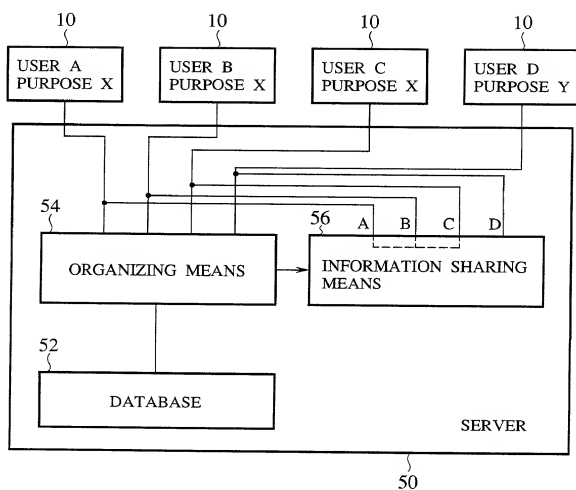 10 10 10 10
USER A USER B USER C USER D
PURPOSE X PURPOSE X PURPOSE X PURPOSE Y
54
56 A B C D
ORGANIZING MEANS
INFORMATION SHARING
MEANS
52
DATABASE
SERVER
50